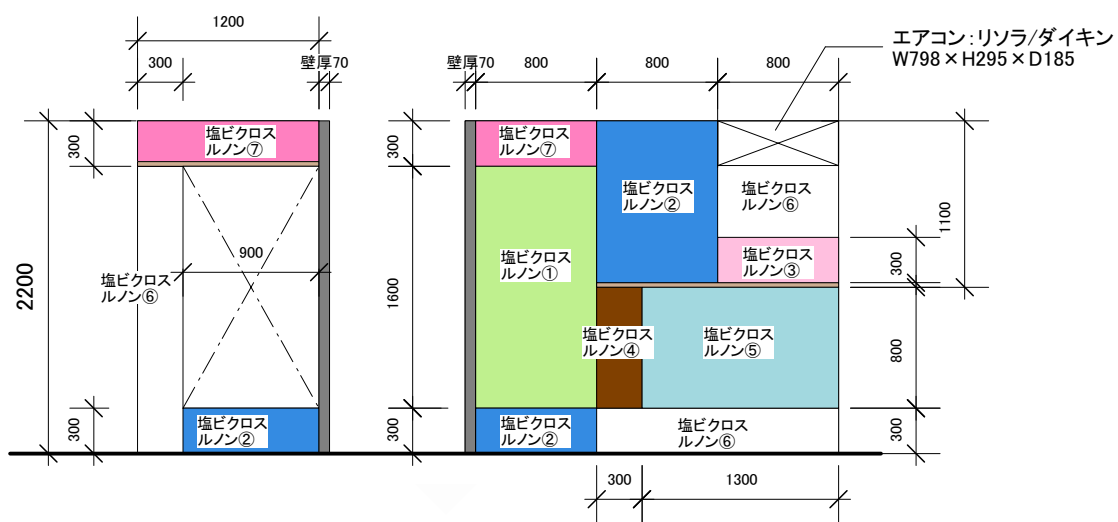 1200
300
壁厚70
壁厚70
800
800
800
エアコン：リソラ/ダイキン
W798×H295×D185
300
塩ビクロス
ルノン⑦
300
塩ビクロス
ルノン⑦
塩ビクロス
ルノン②
塩ビクロス
ルノン⑥
1100
2200
塩ビクロス
ルノン⑥
900
1600
塩ビクロス
ルノン①
塩ビクロス
ルノン③
300
塩ビクロス
ルノン④
塩ビクロス
ルノン⑤
800
300
塩ビクロス
ルノン②
300
塩ビクロス
ルノン②
塩ビクロス
ルノン⑥
300
300
1300